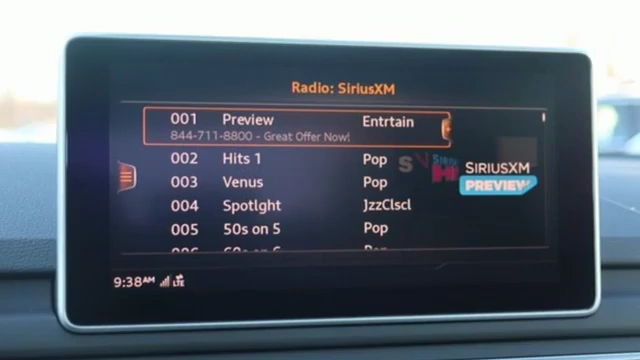 Radio: SiriusXM
001 Preview Entrtain
844-711-8800 - Great Offer Now!
002 Hits 1 Pop
003 Venus Pop
004 Spotlght JzzClscl
005 50s on 5 Pop
SIRIUSXM
PREVIEW
9:38AM LTE